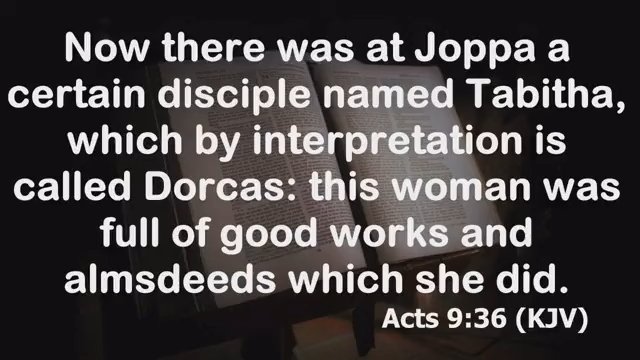 Now there was at Joppa a
certain disciple named Tabitha,
which by interpretation is
called Dorcas: this woman was
full of good works and
almsdeeds which she did.
Acts 9:36 (KJV)